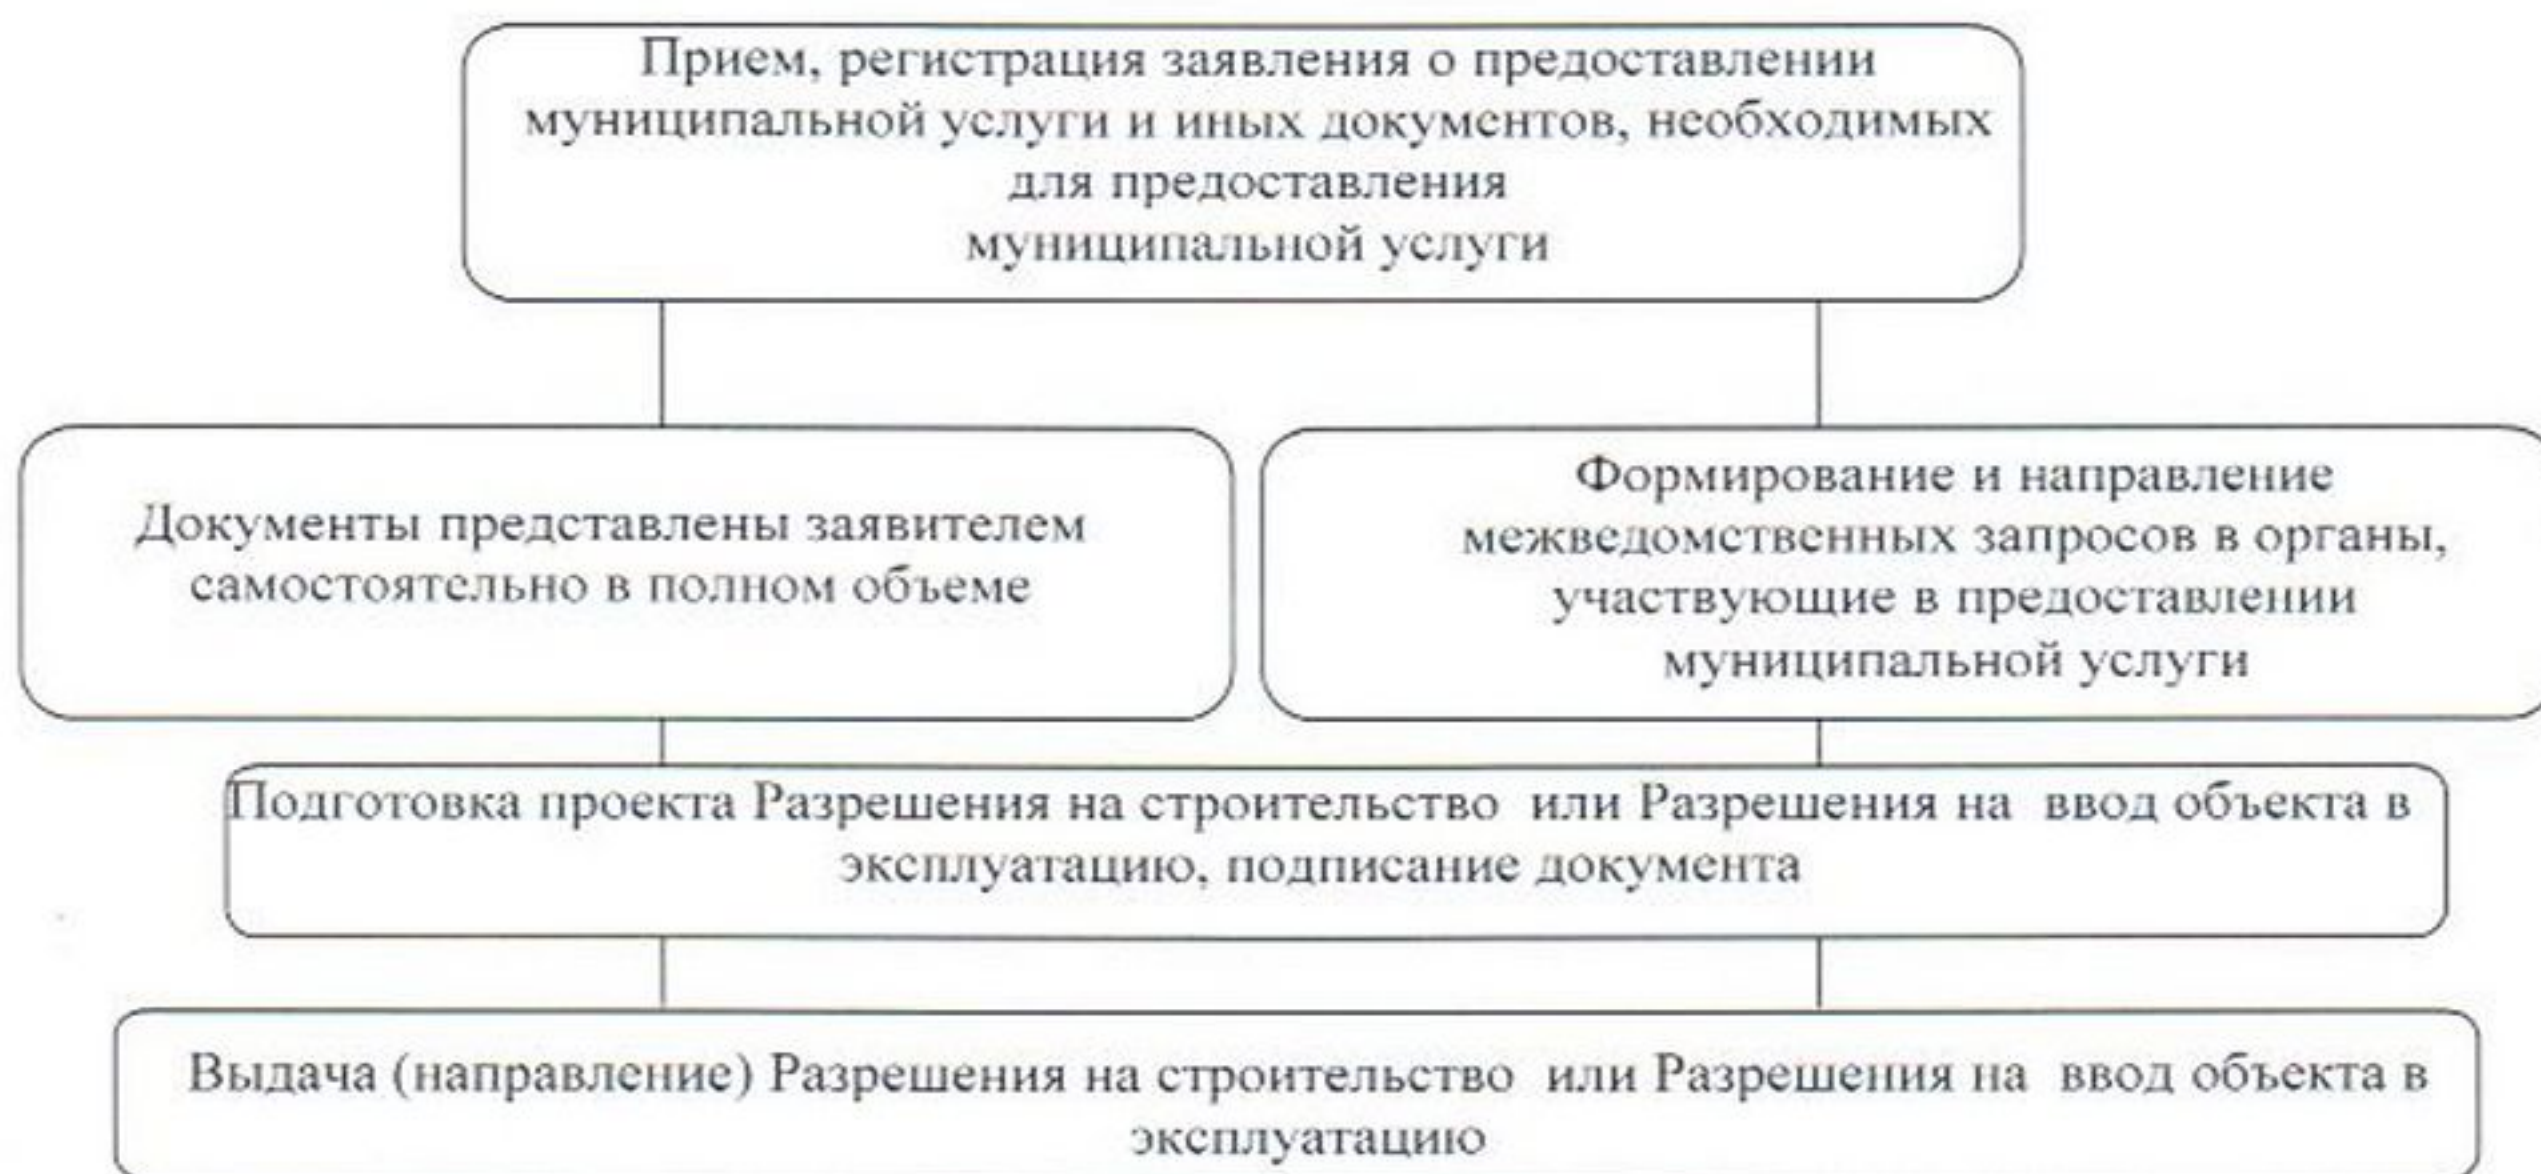 Прием, регистрация заявления о предоставлении
муниципальной услуги и иных документов, необходимых
для предоставления
муниципальной услуги
Документы представлены заявителем
самостоятельно в полном объеме
Формирование и направление
межведомственных запросов в органы,
участвующие в предоставлении
муниципальной услуги
Подготовка проекта Разрешения на строительство или Разрешения на ввод объекта в
эксплуатацию, подписание документа
Выдача (направление) Разрешения на строительство или Разрешения на ввод объекта в
эксплуатацию